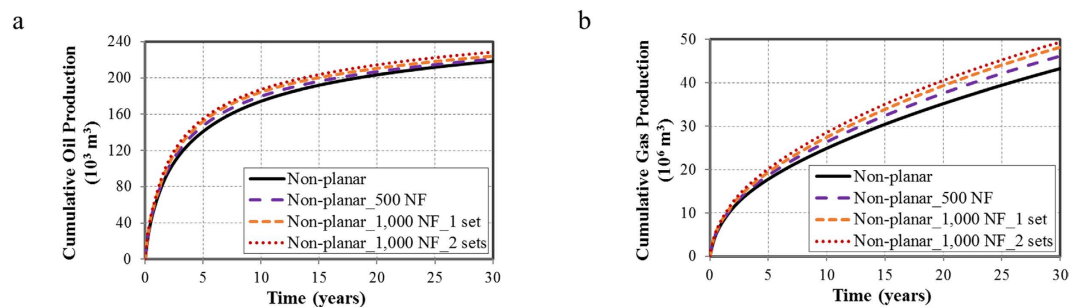 a
Cumulative Oil Production
(10³ m³)
240
200
160
120
80
40
0
Non-planar
Non-planar_500 NF
Non-planar_1,000 NF_1 set
Non-planar_1,000 NF_2 sets
0 5 10 15 20 25 30
Time (years)
b
Cumulative Gas Production
(10⁶ m³)
50
40
30
20
10
0
Non-planar
Non-planar_500 NF
Non-planar_1,000 NF_1 set
Non-planar_1,000 NF_2 sets
0 5 10 15 20 25 30
Time (years)